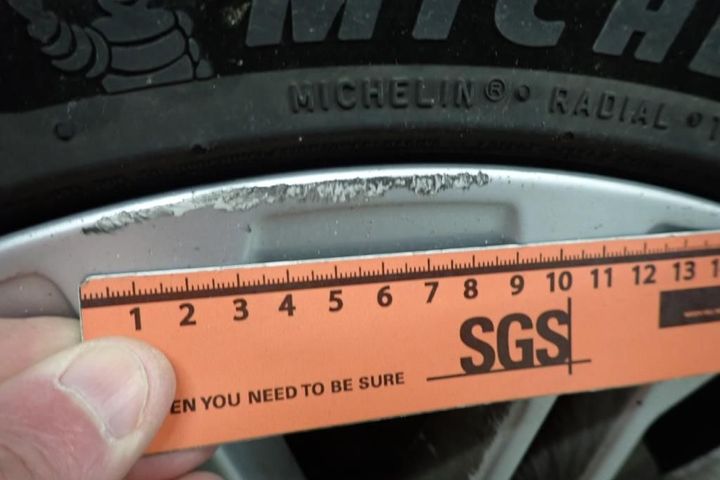 MICHELIN® • RADIAL •
1 2 3 4 5 6 7 8 9 10 11 12 13
SGS
EN YOU NEED TO BE SURE